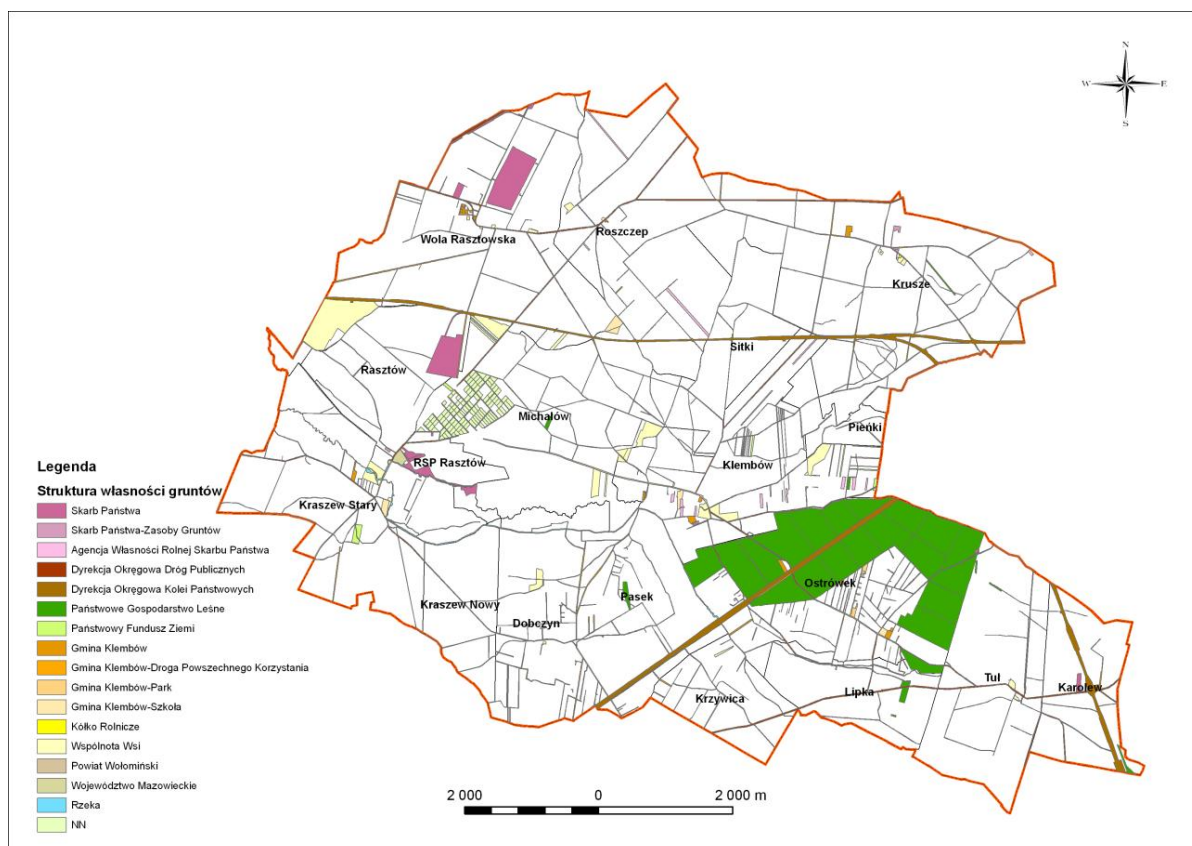 N
W E
S
Wola Rasztowska
Roszczep
Krusze
Sitki
Rasztów
Michałów
Pieńki
RSP Rasztów
Klembów
Kraszew Stary
Ostrówek
Kraszew Nowy
Pasek
Dobczyn
Tuł
Karolew
Krzywica
Lipka
Legenda
Struktura własności gruntów
Skarb Państwa
Skarb Państwa-Zasoby Gruntów
Agencja Własności Rolnej Skarbu Państwa
Dyrekcja Okręgowa Dróg Publicznych
Dyrekcja Okręgowa Kolei Państwowych
Państwowe Gospodarstwo Leśne
Państwowy Fundusz Ziemi
Gmina Klembów
Gmina Klembów-Droga Powszechnego Korzystania
Gmina Klembów-Park
Gmina Klembów-Szkoła
Kółko Rolnicze
Wspólnota Wsi
Powiat Wołomiński
Województwo Mazowieckie
Rzeka
NN
2 000 0 2 000 m